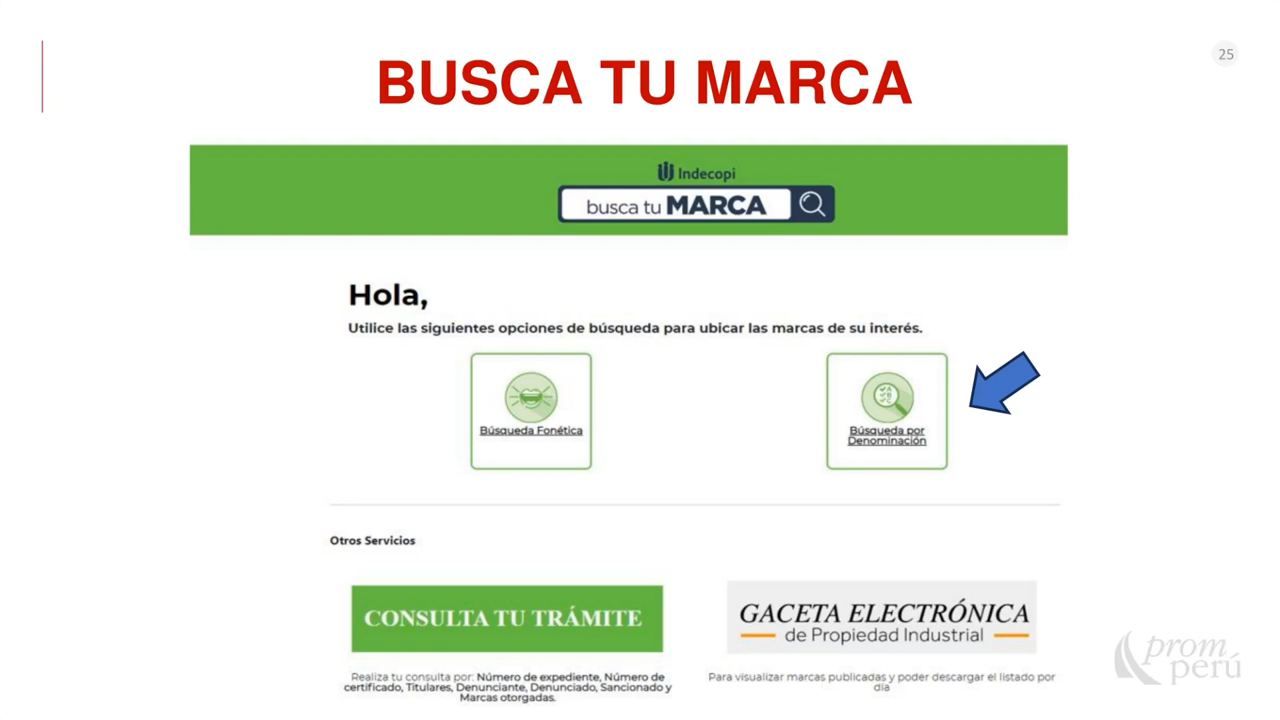 25
BUSCA TU MARCA
Indecopi
busca tu MARCA
Hola,
Utilice las siguientes opciones de búsqueda para ubicar las marcas de su interés.
Búsqueda Fonética
A
B
C
Búsqueda por
Denominación
Otros Servicios
CONSULTA TU TRÁMITE
Realiza tu consulta por: Número de expediente, Número de
certificado, Titulares, Denunciante, Denunciado, Sancionado y
Marcas otorgadas.
GACETA ELECTRÓNICA
de Propiedad Industrial
Para visualizar marcas publicadas y poder descargar el listado por
día
prom
perú